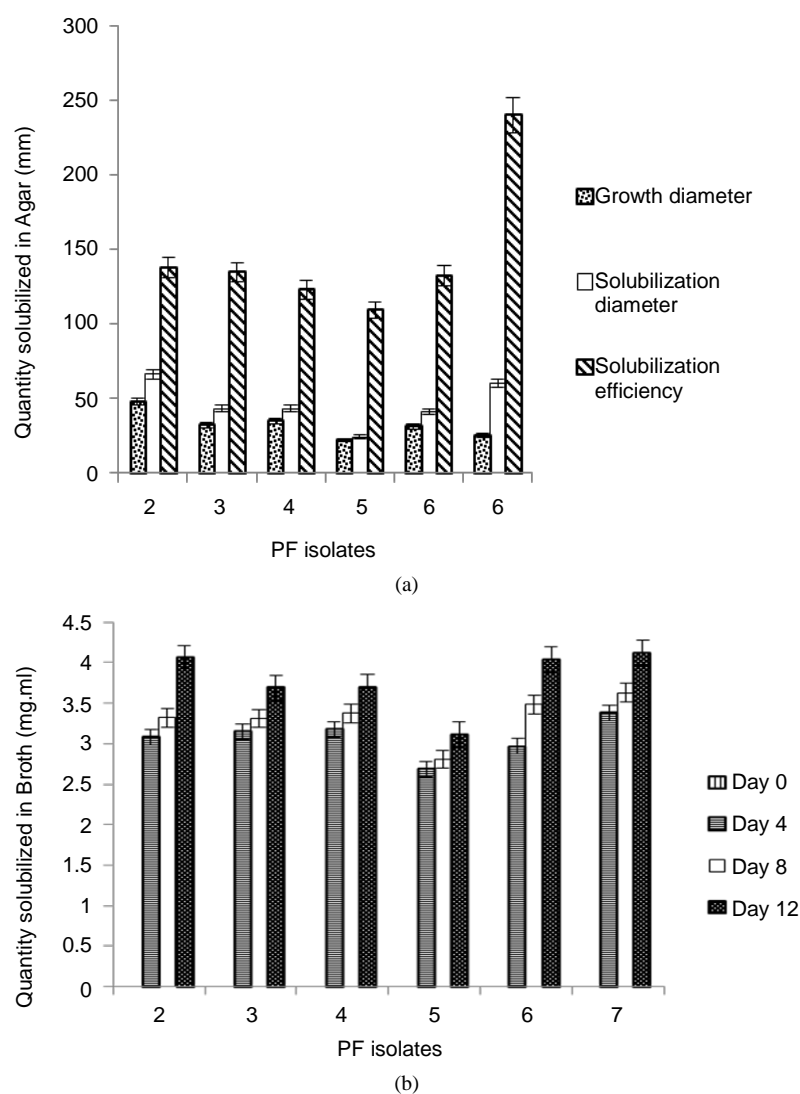 300
250
200
150
100
50
0
Quantity solubilized in Agar (mm)
2 3 4 5 6 6
PF isolates
Growth diameter
Solubilization
diameter
Solubilization
efficiency
(a)
4.5
4
3.5
3
2.5
2
1.5
1
0.5
0
Quantity solubilized in Broth (mg.ml)
2 3 4 5 6 7
PF isolates
Day 0
Day 4
Day 8
Day 12
(b)